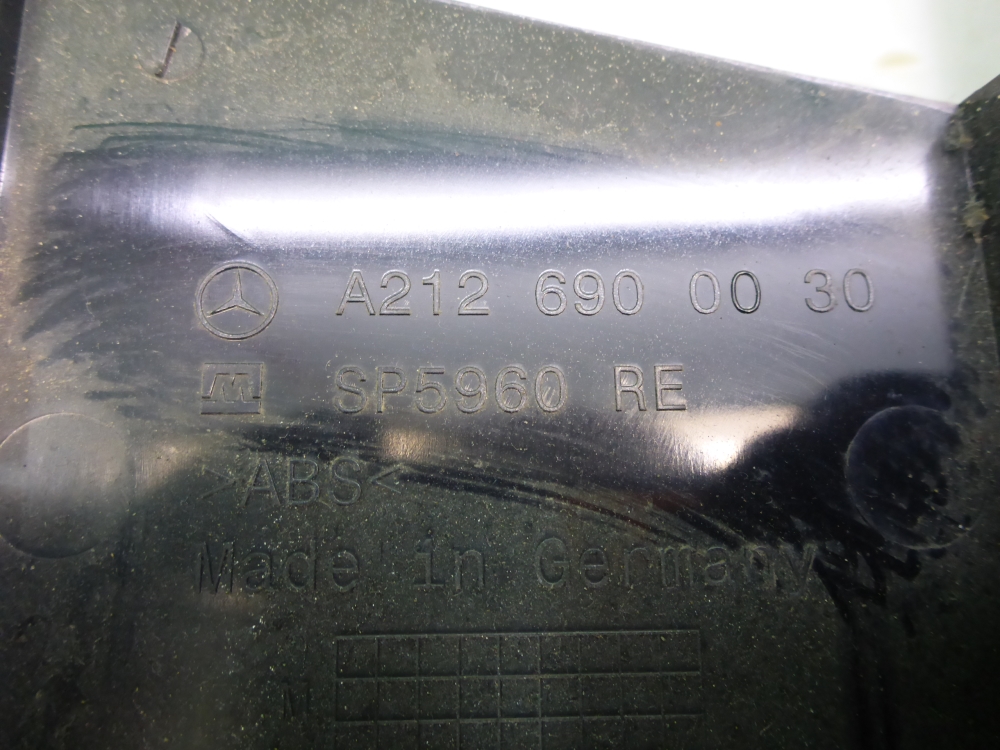 A212 690 00 30
SP5960 RE
>ABS<
Made in Germany